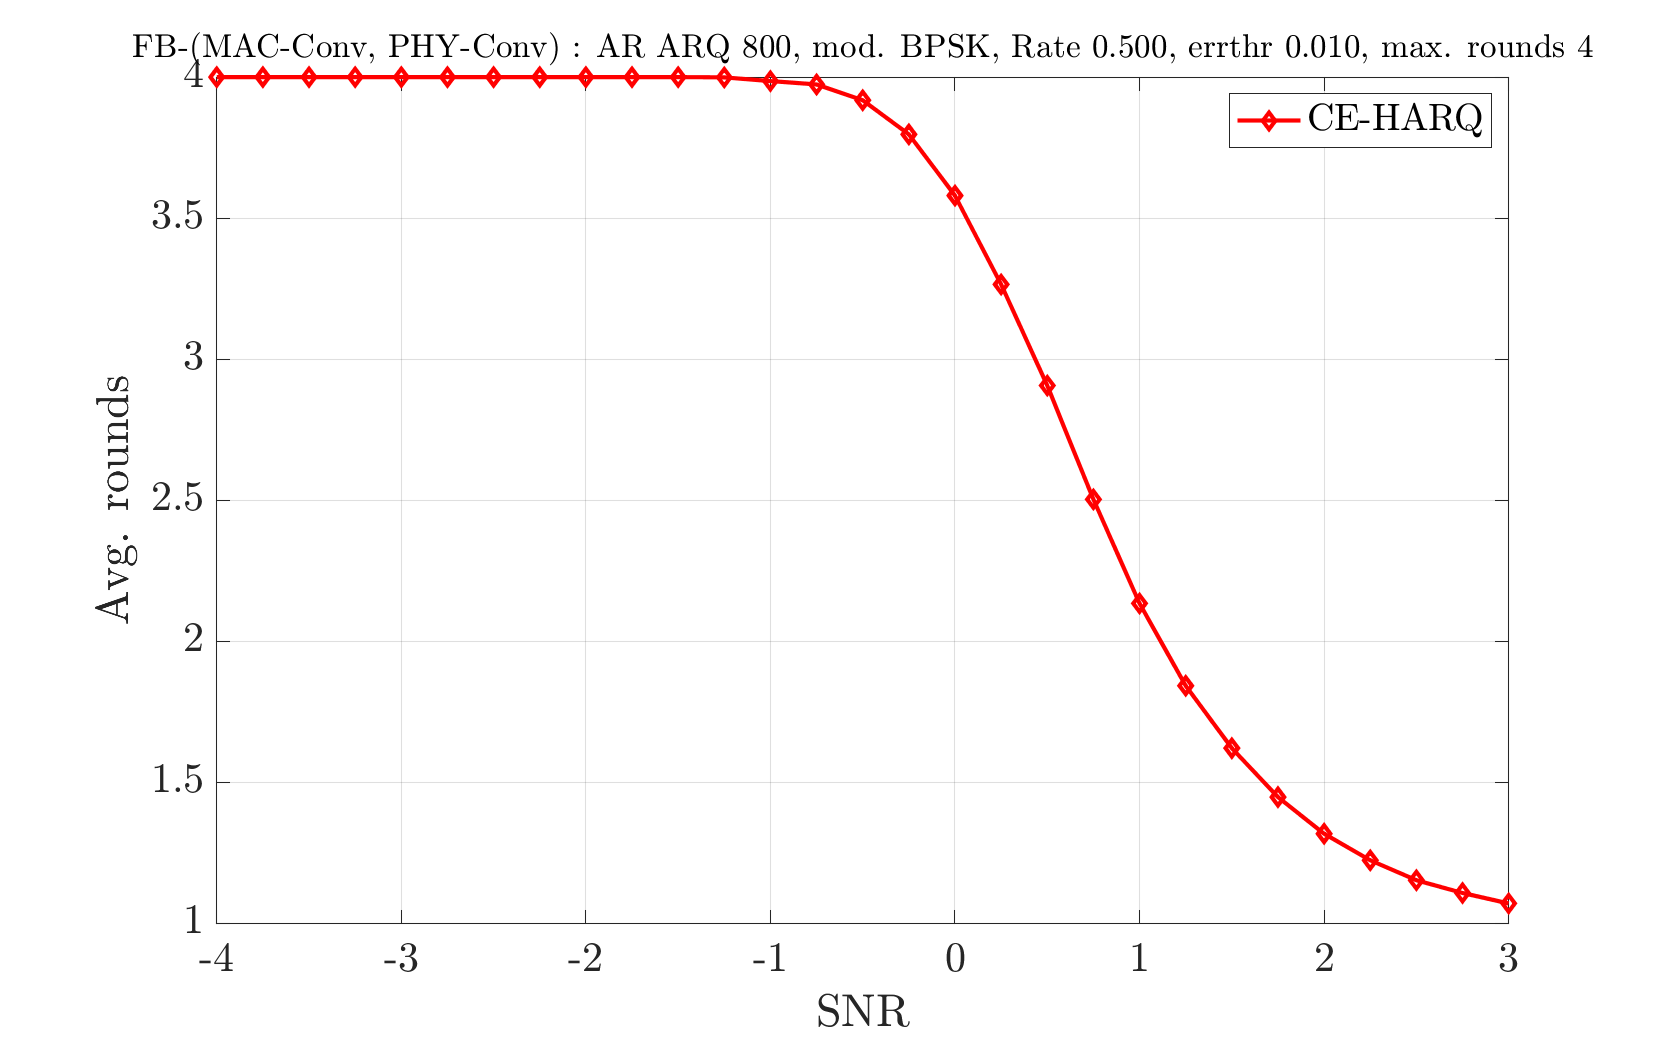 FB-(MAC-Conv, PHY-Conv) : AR ARQ 800, mod. BPSK, Rate 0.500, errthr 0.010, max. rounds 4
CE-HARQ
4
3.5
3
2.5
2
1.5
1
Avg. rounds
-4 -3 -2 -1 0 1 2 3
SNR